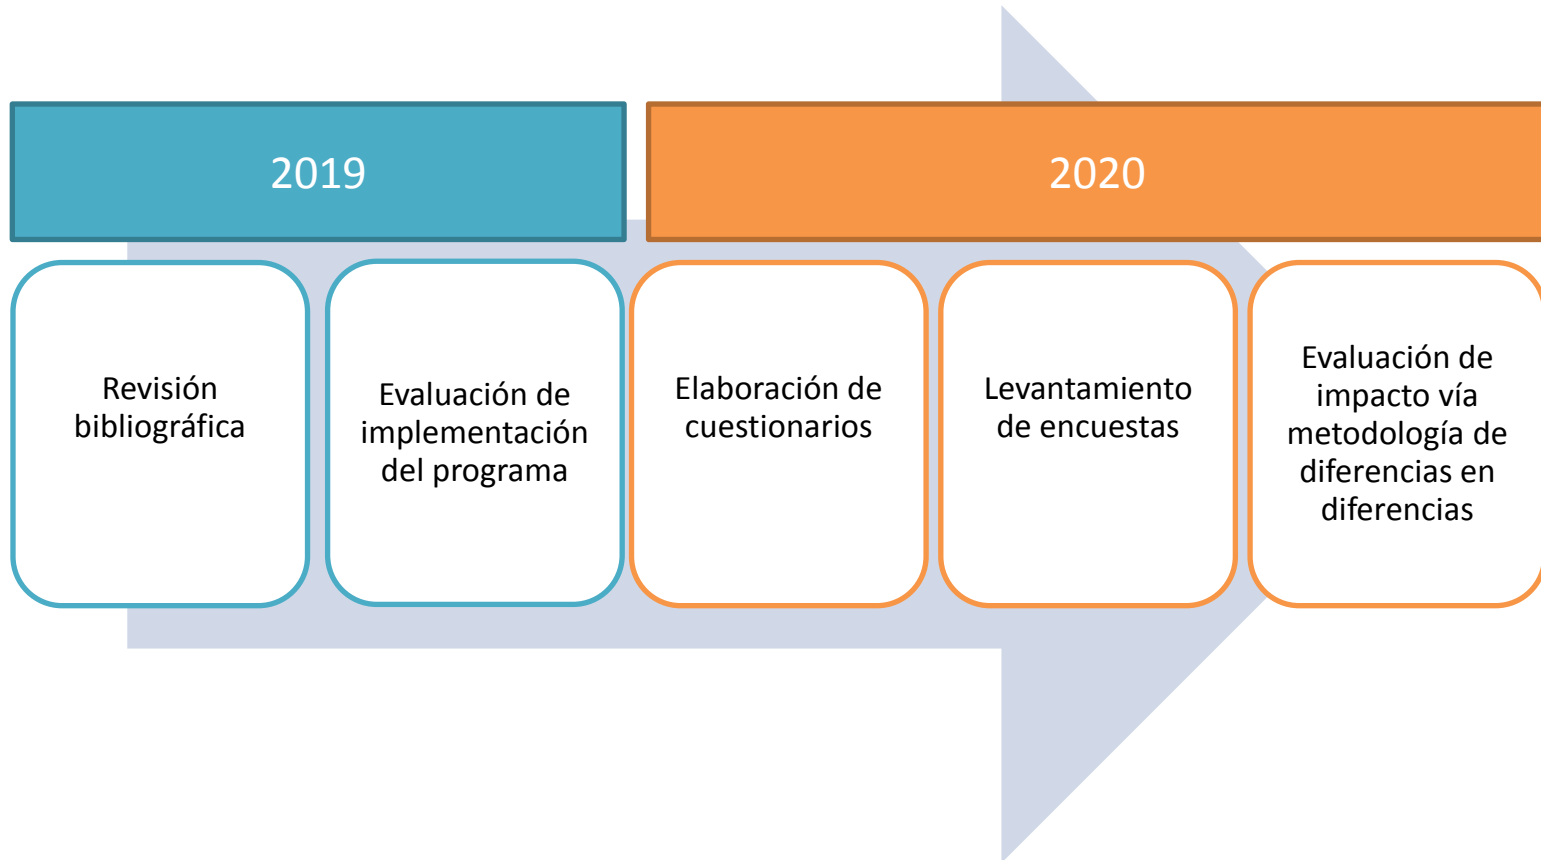 2019
2020
Revisión
bibliográfica
Evaluación de
implementación
del programa
Elaboración de
cuestionarios
Levantamiento
de encuestas
Evaluación de
impacto vía
metodología de
diferencias en
diferencias